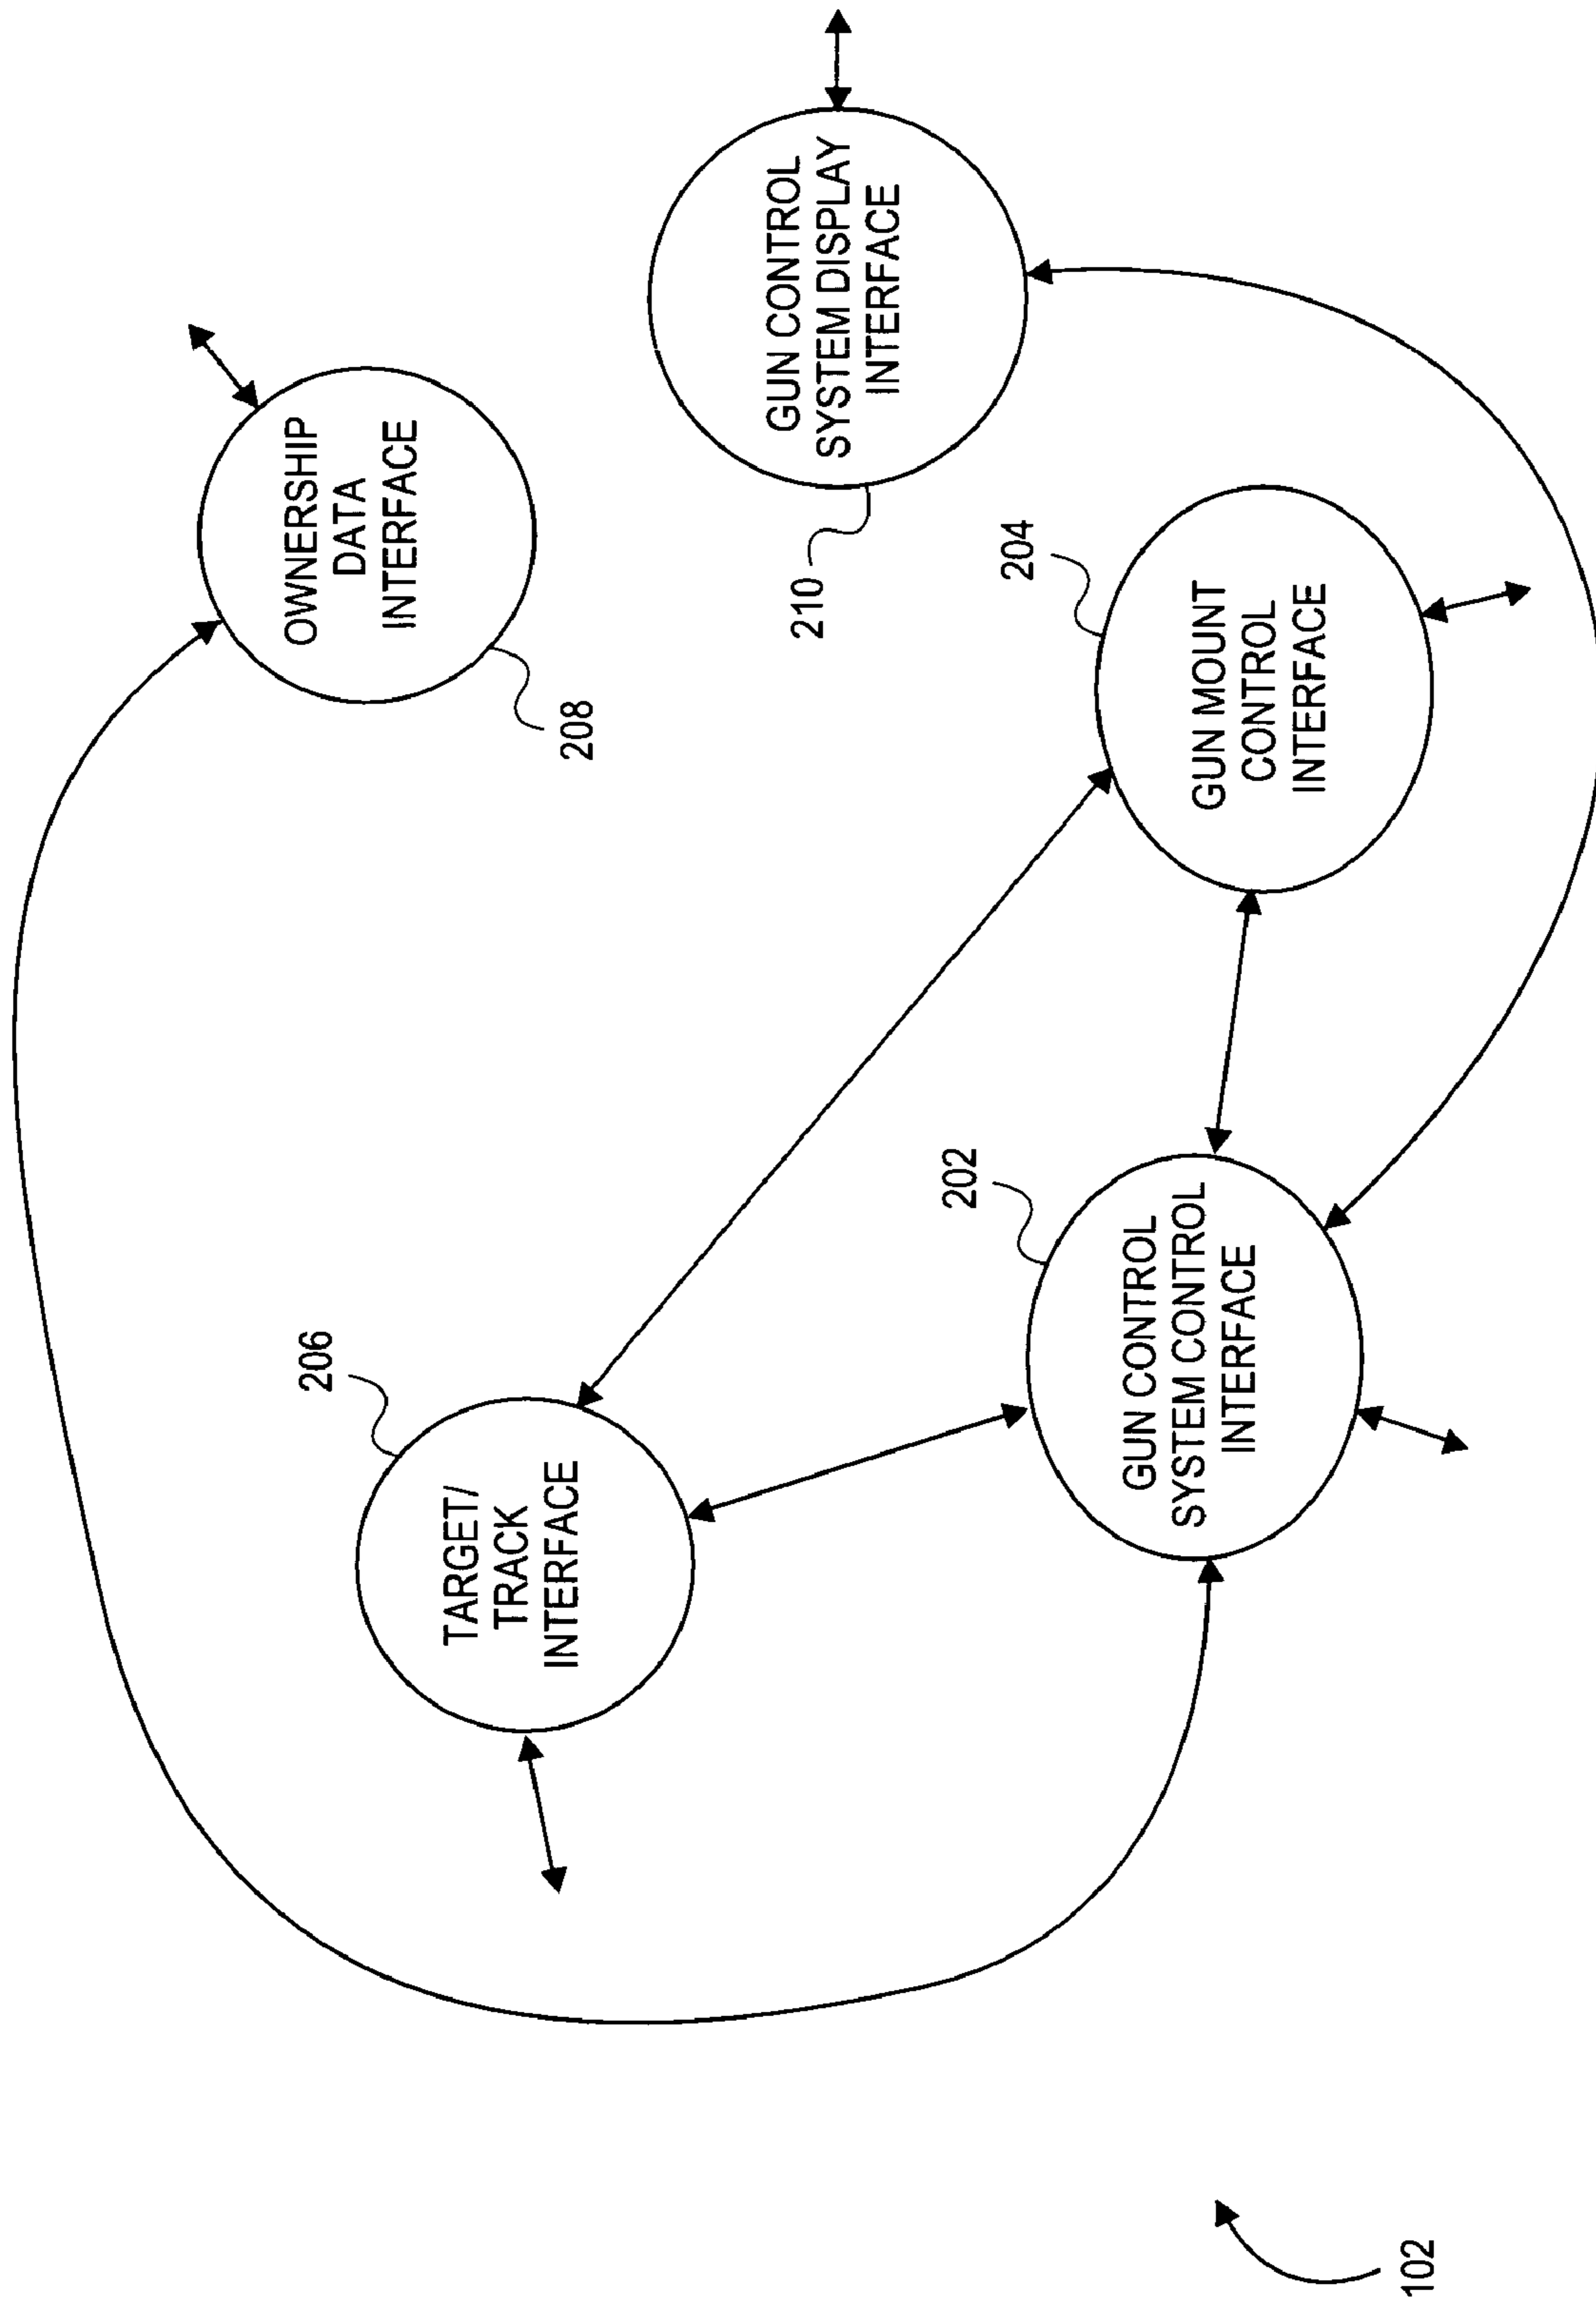 OWNERSHIP
DATA
INTERFACE
208
206
TARGET/
TRACK
INTERFACE
GUN CONTROL
SYSTEM DISPLAY
INTERFACE
210
202
GUN CONTROL
SYSTEM CONTROL
INTERFACE
204
GUN MOUNT
CONTROL
INTERFACE
102